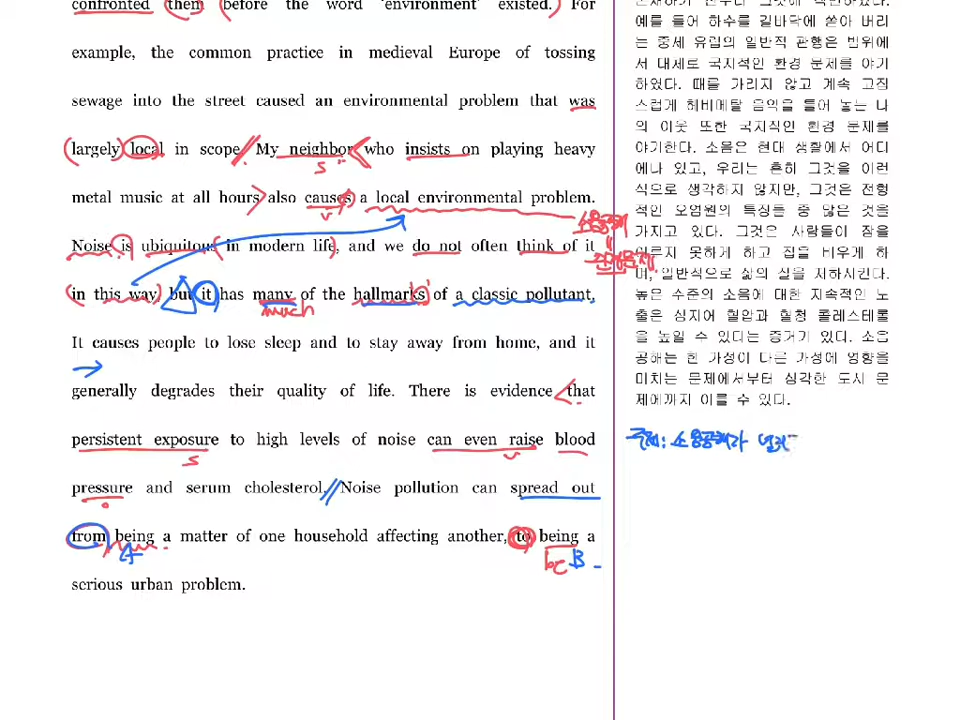 confronted them before the word 'environment' existed. For
example, the common practice in medieval Europe of tossing
sewage into the street caused an environmental problem that was
largely local in scope. My neighbor who insists on playing heavy
metal music at all hours also causes a local environmental problem.
Noise is ubiquitous in modern life, and we do not often think of it
in this way, but it has many of the hallmarks of a classic pollutant.
much
It causes people to lose sleep and to stay away from home, and it
generally degrades their quality of life. There is evidence that
persistent exposure to high levels of noise can even raise blood
s
v
pressure and serum cholesterol. Noise pollution can spread out
from being a matter of one household affecting another, to being a
A
be B
serious urban problem.
예를 들어 하수를 길바닥에 쏟아 버리
는 중세 유럽의 일반적 관행은 범위에
서 대체로 국지적인 환경 문제를 야기
하였다. 때를 가리지 않고 계속 고집
스럽게 헤비메탈 음악을 틀어 놓는 나
의 이웃 또한 국지적인 환경 문제를
야기한다. 소음은 현대 생활에서 어디
에나 있고, 우리는 흔히 그것을 이런
식으로 생각하지 않지만, 그것은 전형
적인 오염원의 특징들 중 많은 것을
가지고 있다. 그것은 사람들이 잠을
이루지 못하게 하고 집을 비우게 하
며, 일반적으로 삶의 질을 저하시킨다.
높은 수준의 소음에 대한 지속적인 노
출은 심지어 혈압과 혈청 콜레스테롤
을 높일 수 있다는 증거가 있다. 소음
공해는 한 가정이 다른 가정에 영향을
미치는 문제에서부터 심각한 도시 문
제에까지 이를 수 있다.
주제: 소음공해가